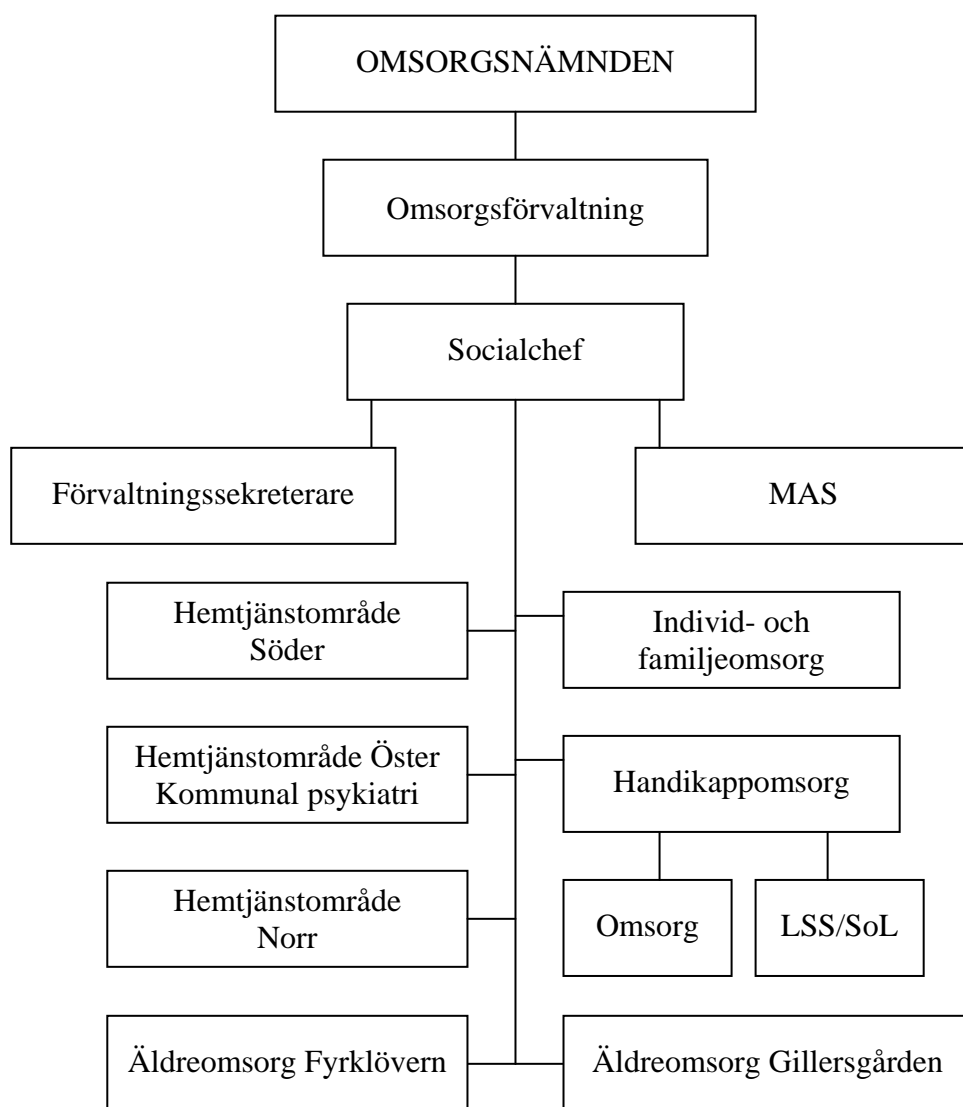 OMSORGSNÄMNDEN
Omsorgsförvaltning
Socialchef
Förvaltningssekreterare
MAS
Hemtjänstområde
Söder
Individ- och
familjeomsorg
Hemtjänstområde Öster
Kommunal psykiatri
Handikappomsorg
Hemtjänstområde
Norr
Omsorg
LSS/SoL
Äldreomsorg Fyrklövern
Äldreomsorg Gillersgården